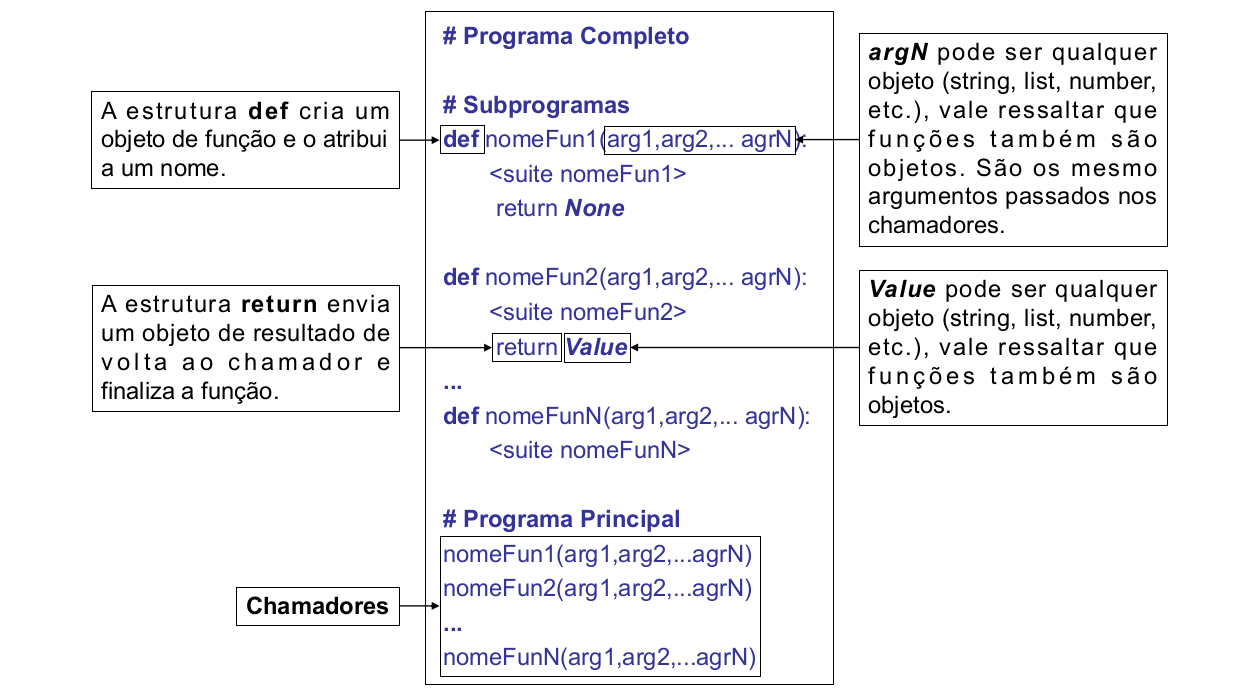 # Programa Completo
# Subprogramas
def nomeFun1(arg1,arg2,... agrN):
<suite nomeFun1>
return None
def nomeFun2(arg1,arg2,... agrN):
<suite nomeFun2>
return Value
...
def nomeFunN(arg1,arg2,... agrN):
<suite nomeFunN>
# Programa Principal
nomeFun1(arg1,arg2,...agrN)
nomeFun2(arg1,arg2,...agrN)
...
nomeFunN(arg1,arg2,...agrN)
A estrutura def cria um
objeto de função e o atribui
a um nome.
A estrutura return envia
um objeto de resultado de
volta ao chamador e
finaliza a função.
Chamadores
argN pode ser qualquer
objeto (string, list, number,
etc.), vale ressaltar que
funções também são
objetos. São os mesmo
argumentos passados nos
chamadores.
Value pode ser qualquer
objeto (string, list, number,
etc.), vale ressaltar que
funções também são
objetos.